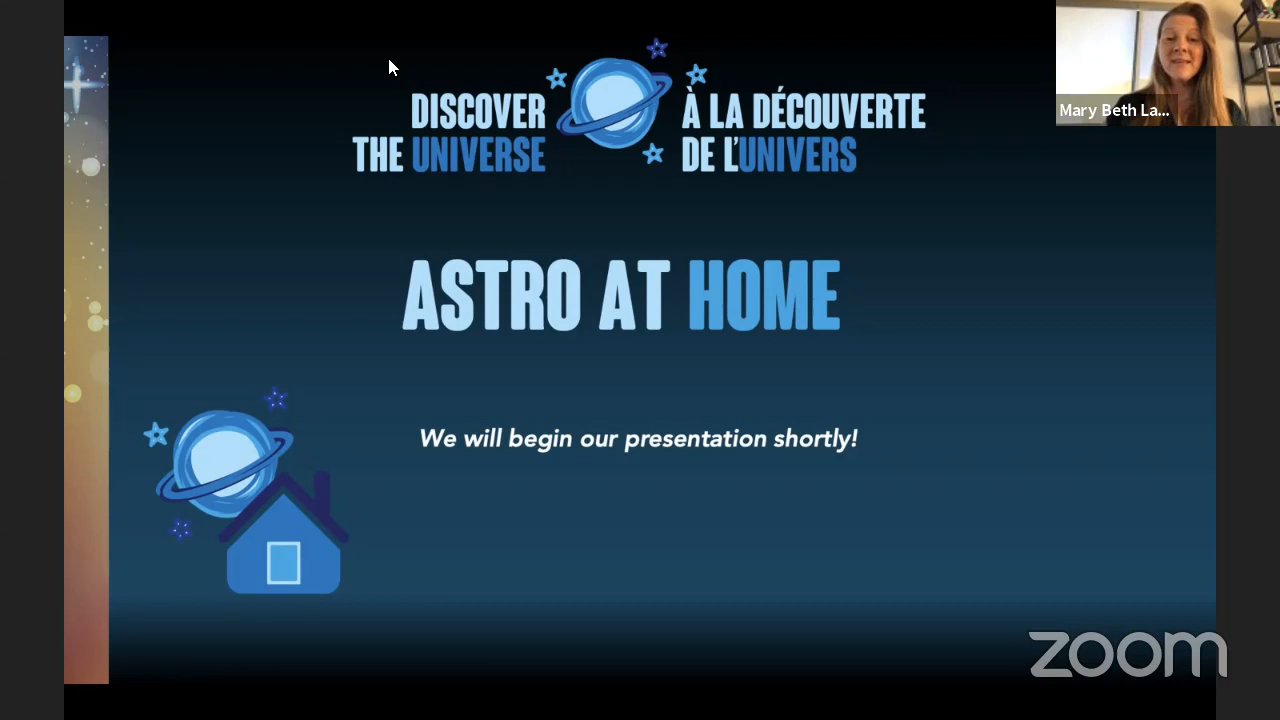 DISCOVER
THE UNIVERSE
À LA DÉCOUVERTE
DE L'UNIVERS
Mary Beth La...
ASTRO AT HOME
We will begin our presentation shortly!
zoom